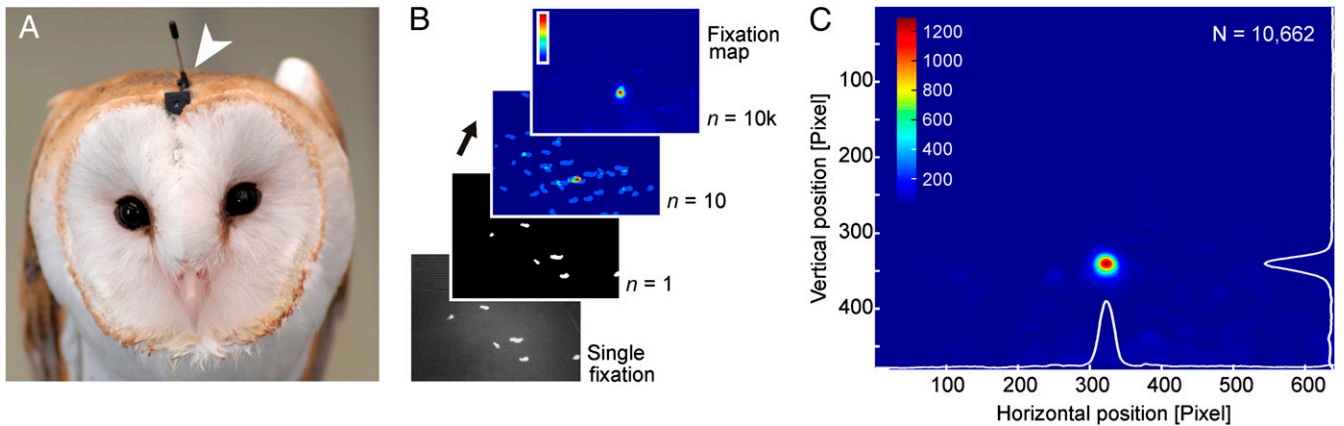 A
B
Fixation
map
n = 10k
n = 10
n = 1
Single
fixation
C
1200
1000
800
600
400
200
N = 10,662
Vertical position [Pixel]
100
200
300
400
100
200
300
400
500
600
Horizontal position [Pixel]